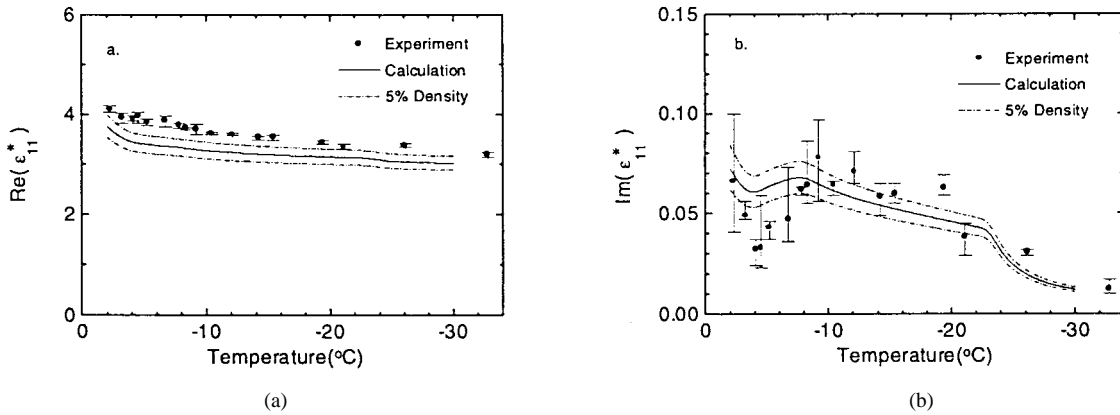 6
4
2
0
Re(ε*11)
a.
Experiment
Calculation
5% Density
0
-10
-20
-30
Temperature(°C)
(a)
0.15
0.10
0.05
0.00
Im(ε*11)
b.
Experiment
Calculation
5% Density
0
-10
-20
-30
Temperature(°C)
(b)